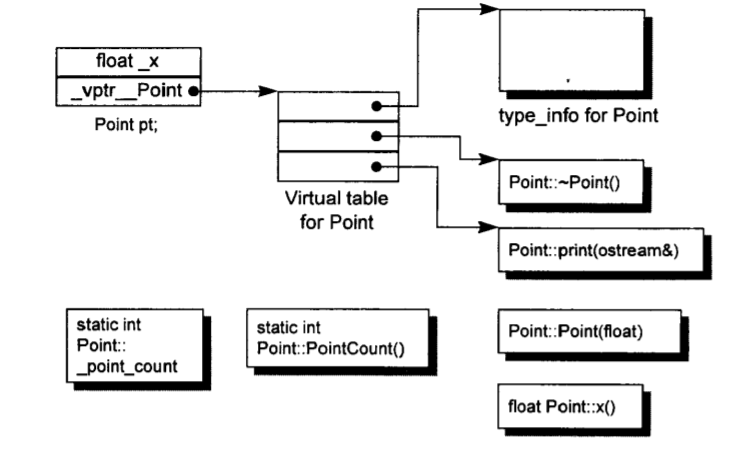 float _x
_vptr__Point
Point pt;
Virtual table
for Point
type_info for Point
Point::~Point()
Point::print(ostream&)
static int
Point::
_point_count
static int
Point::PointCount()
Point::Point(float)
float Point::x()